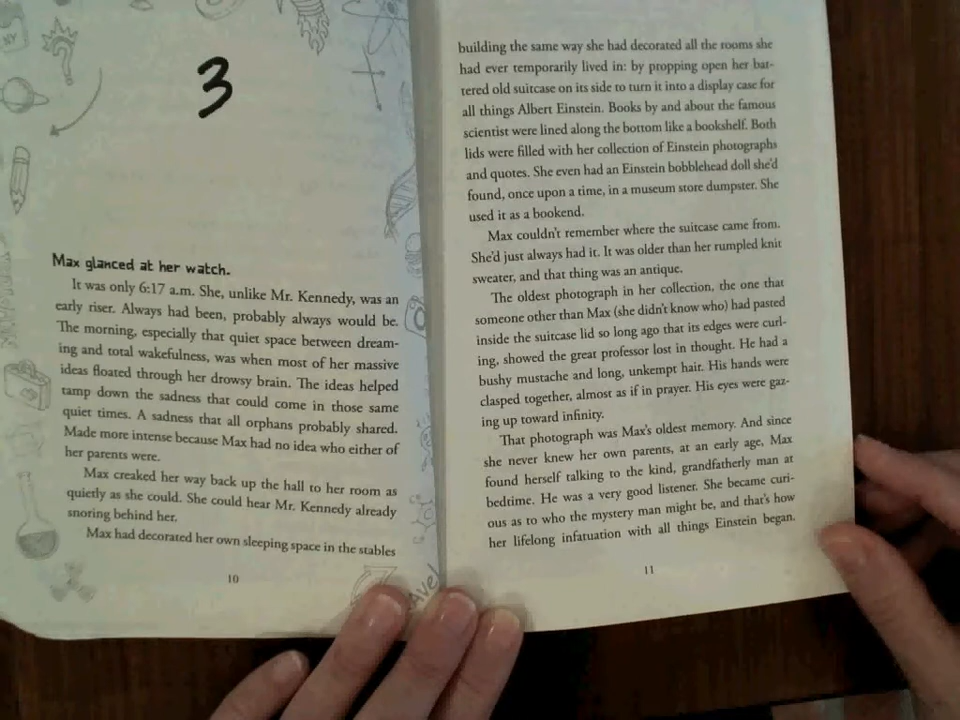 3
Max glanced at her watch.
It was only 6:17 a.m. She, unlike Mr. Kennedy, was an
early riser. Always had been, probably always would be.
The morning, especially that quiet space between dream-
ing and total wakefulness, was when most of her massive
ideas floated through her drowsy brain. The ideas helped
tamp down the sadness that could come in those same
quiet times. A sadness that all orphans probably shared.
Made more intense because Max had no idea who either of
her parents were.
Max creaked her way back up the hall to her room as
quietly as she could. She could hear Mr. Kennedy already
snoring behind her.
Max had decorated her own sleeping space in the stables
10
building the same way she had decorated all the rooms she
had ever temporarily lived in: by propping open her bat-
tered old suitcase on its side to turn it into a display case for
all things Albert Einstein. Books by and about the famous
scientist were lined along the bottom like a bookshelf. Both
lids were filled with her collection of Einstein photographs
and quotes. She even had an Einstein bobblehead doll she'd
found, once upon a time, in a museum store dumpster. She
used it as a bookend.
Max couldn't remember where the suitcase came from.
She'd just always had it. It was older than her rumpled knit
sweater, and that thing was an antique.
The oldest photograph in her collection, the one that
someone other than Max (she didn't know who) had pasted
inside the suitcase lid so long ago that its edges were curl-
ing, showed the great professor lost in thought. He had a
bushy mustache and long, unkempt hair. His hands were
clasped together, almost as if in prayer. His eyes were gaz-
ing up toward infinity.
That photograph was Max's oldest memory. And since
she never knew her own parents, at an early age, Max
found herself talking to the kind, grandfatherly man at
bedtime. He was a very good listener. She became curi-
ous as to who the mystery man might be, and that's how
her lifelong infatuation with all things Einstein began.
11